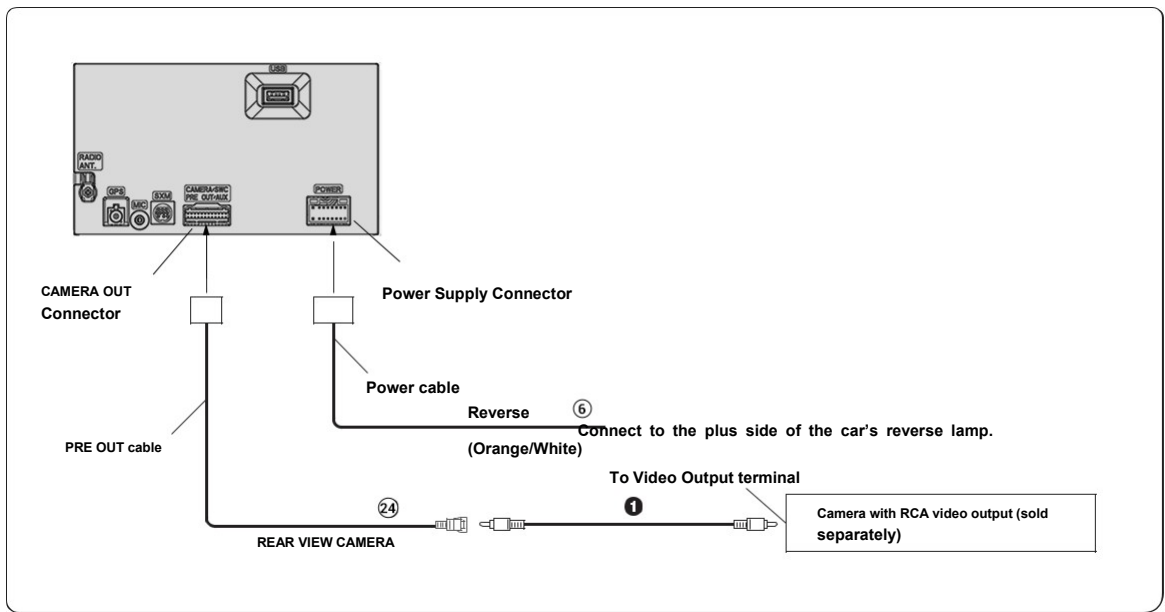 USB
RADIO
ANT.
GPS
MIC
SXM
CAMERA/SWC
PRE OUT•AUX
POWER
CAMERA OUT
Connector
Power Supply Connector
Power cable
Reverse
⑥
Connect to the plus side of the car's reverse lamp.
(Orange/White)
PRE OUT cable
To Video Output terminal
㉔
❶
Camera with RCA video output (sold
separately)
REAR VIEW CAMERA